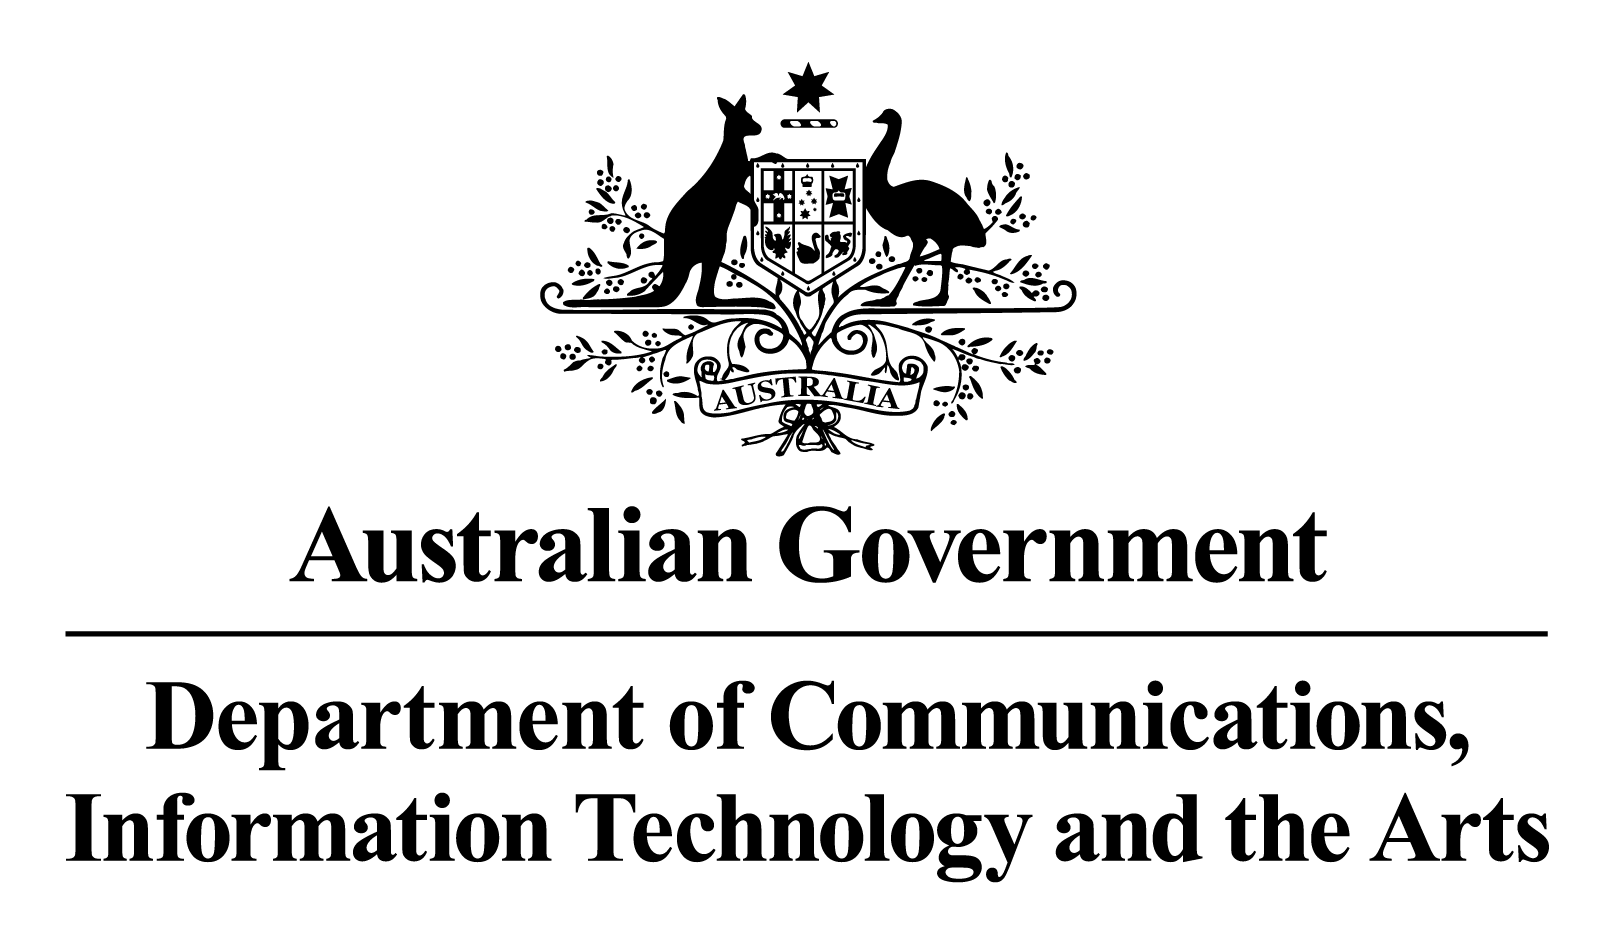 AUSTRALIA
Australian Government
Department of Communications,
Information Technology and the Arts